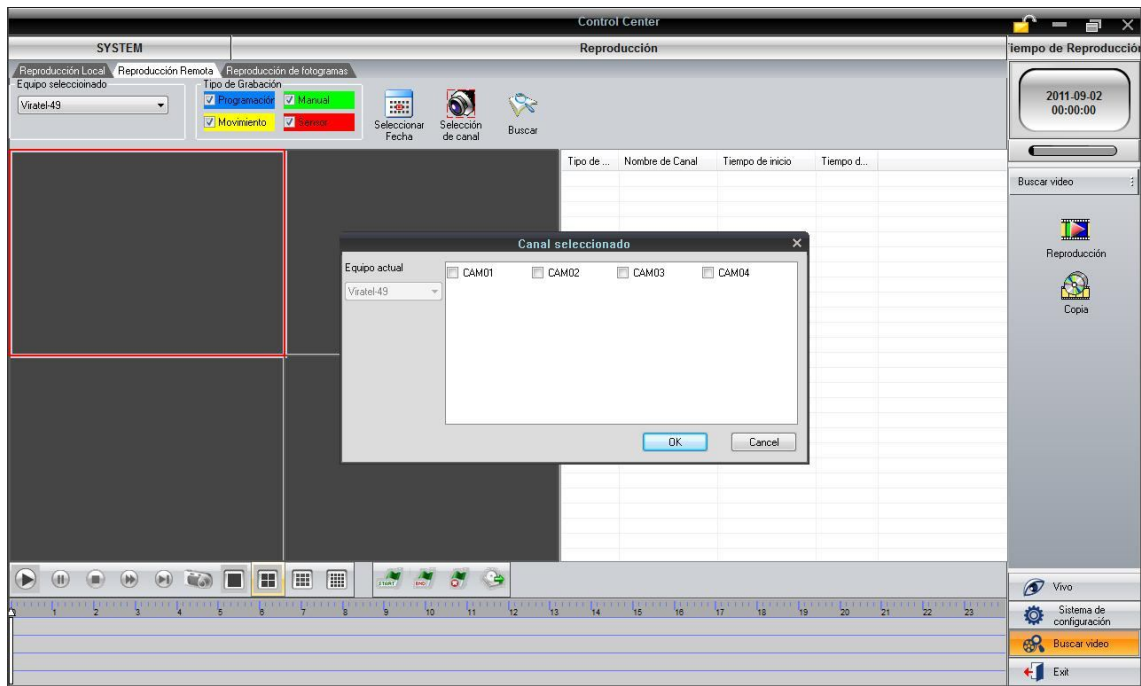 Control Center
SYSTEM
Reproducción
Tiempo de Reproducción
Reproducción Local
Reproducción Remota
Reproducción de fotogramas
Equipo seleccioinado
Viratel-49
Tipo de Grabación
Programación
Manual
Movimiento
Sensor
Seleccionar
Fecha
Selección
de canal
Buscar
2011-09-02
00:00:00
Tipo de ...
Nombre de Canal
Tiempo de inicio
Tiempo d...
Buscar video
Reproducción
Copia
Canal seleccionado
Equipo actual
Viratel-49
CAM01
CAM02
CAM03
CAM04
OK
Cancel
START
END
1 2 3 4 5 6 7 8 9 10 11 12 13 14 15 16 17 18 19 20 21 22 23
Vivo
Sistema de
configuración
Buscar video
Exit